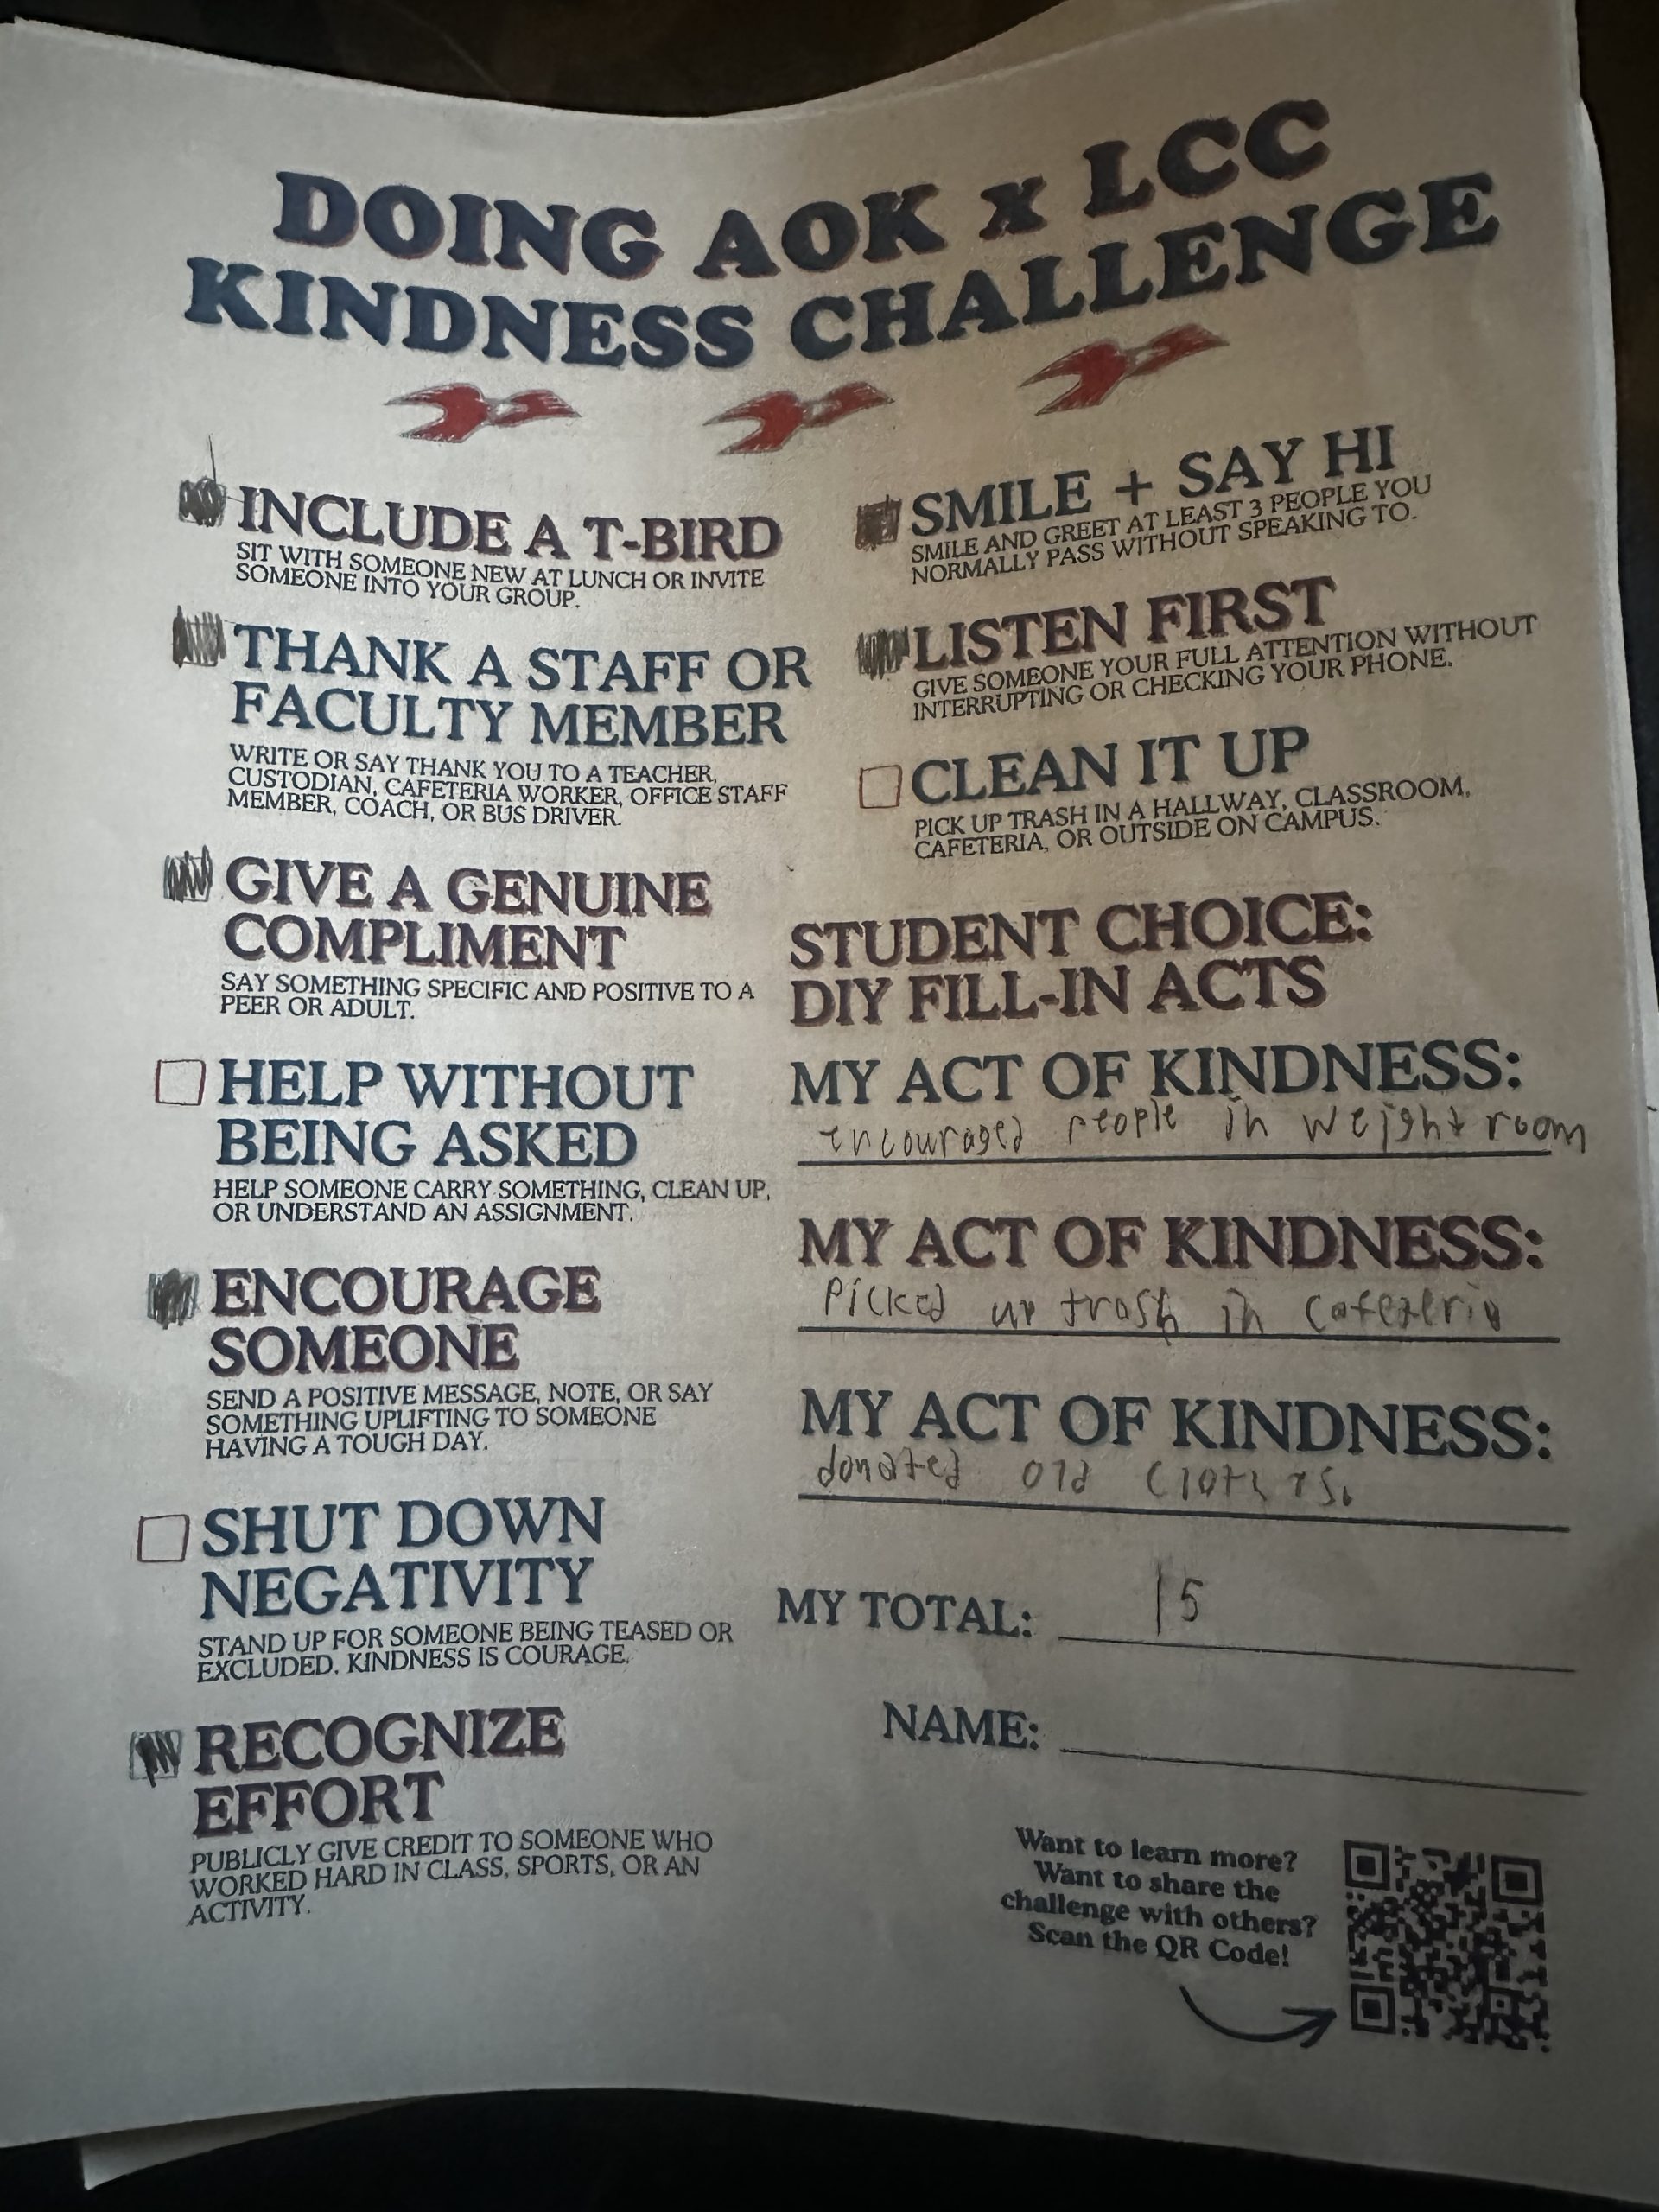 DOING AOK x LCC
KINDNESS CHALLENGE
INCLUDE A T-BIRD
SIT WITH SOMEONE NEW AT LUNCH OR INVITE
SOMEONE INTO YOUR GROUP.
THANK A STAFF OR
FACULTY MEMBER
WRITE OR SAY THANK YOU TO A TEACHER,
CUSTODIAN, CAFETERIA WORKER, OFFICE STAFF
MEMBER, COACH, OR BUS DRIVER.
GIVE A GENUINE
COMPLIMENT
SAY SOMETHING SPECIFIC AND POSITIVE TO A
PEER OR ADULT.
HELP WITHOUT
BEING ASKED
HELP SOMEONE CARRY SOMETHING, CLEAN UP,
OR UNDERSTAND AN ASSIGNMENT.
ENCOURAGE
SOMEONE
SEND A POSITIVE MESSAGE, NOTE, OR SAY
SOMETHING UPLIFTING TO SOMEONE
HAVING A TOUGH DAY.
SHUT DOWN
NEGATIVITY
STAND UP FOR SOMEONE BEING TEASED OR
EXCLUDED. KINDNESS IS COURAGE.
RECOGNIZE
EFFORT
PUBLICLY GIVE CREDIT TO SOMEONE WHO
WORKED HARD IN CLASS, SPORTS, OR AN
ACTIVITY.
SMILE + SAY HI
SMILE AND GREET AT LEAST 3 PEOPLE YOU
NORMALLY PASS WITHOUT SPEAKING TO.
LISTEN FIRST
GIVE SOMEONE YOUR FULL ATTENTION WITHOUT
INTERRUPTING OR CHECKING YOUR PHONE.
CLEAN IT UP
PICK UP TRASH IN A HALLWAY, CLASSROOM,
CAFETERIA, OR OUTSIDE ON CAMPUS.
STUDENT CHOICE:
DIY FILL-IN ACTS
MY ACT OF KINDNESS:
encouraged people in weight room
MY ACT OF KINDNESS:
Picked up trash in cafeteria
MY ACT OF KINDNESS:
donated old clothes.
MY TOTAL: 15
NAME:
Want to learn more?
Want to share the
challenge with others?
Scan the QR Code!